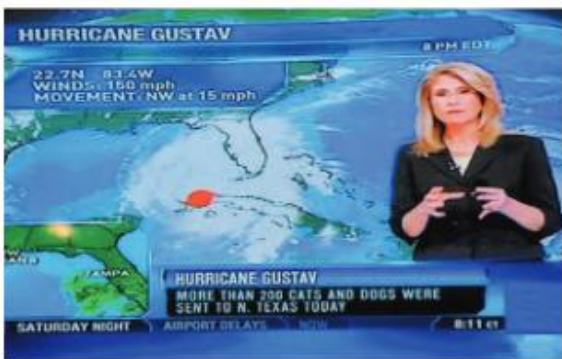 HURRICANE GUSTAV
8 PM EDT
22.7N 83.4W
WINDS: 150 mph
MOVEMENT: NW at 15 mph
TAMPA
HURRICANE GUSTAV
MORE THAN 200 CATS AND DOGS WERE
SENT TO N. TEXAS TODAY
SATURDAY NIGHT AIRPORT DELAYS NOW 8:11 ET